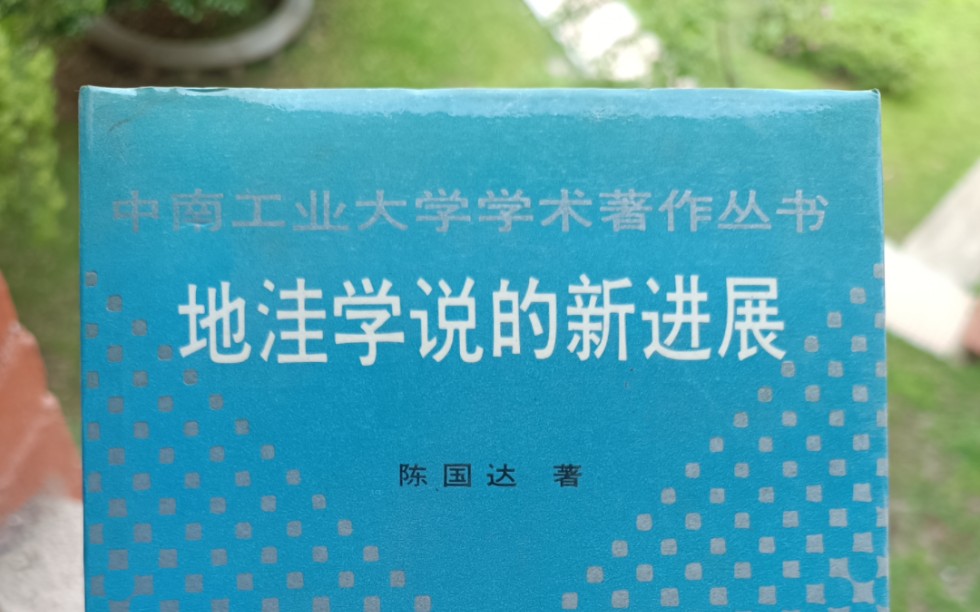 中南工业大学学术著作丛书
地洼学说的新进展
陈国达 著